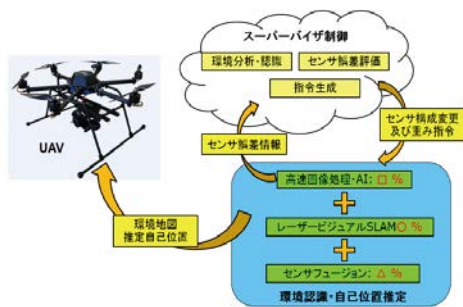 スーパーバイザ制御
環境分析・認識
センサ誤差評価
指令生成
UAV
センサ誤差情報
センサ構成変更
及び重み指令
高速画像処理・AI: □ %
環境地図
推定自己位置
レーザービジュアルSLAM○ %
センサフュージョン: △ %
環境認識・自己位置推定